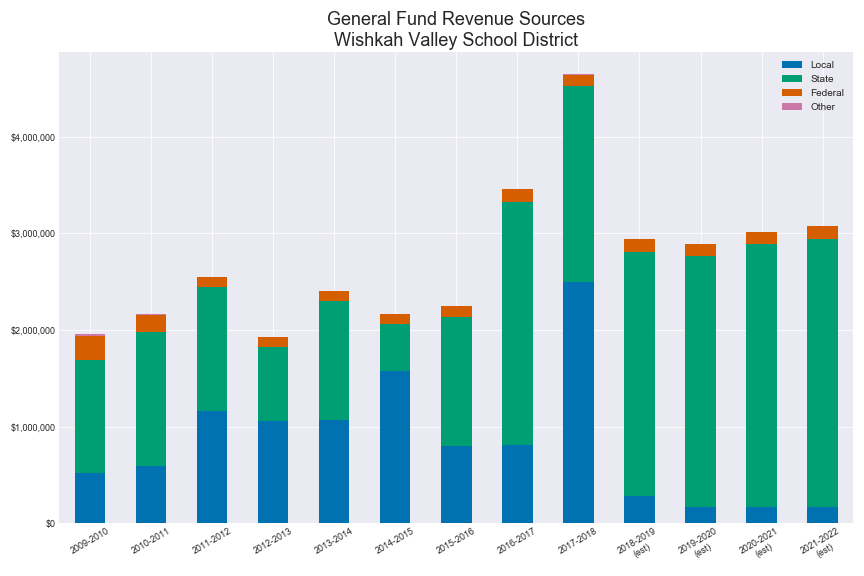 General Fund Revenue Sources
Wishkah Valley School District
Local
State
Federal
Other
$4,000,000
$3,000,000
$2,000,000
$1,000,000
$0
2009-2010
2010-2011
2011-2012
2012-2013
2013-2014
2014-2015
2015-2016
2016-2017
2017-2018
2018-2019
(est)
2019-2020
(est)
2020-2021
(est)
2021-2022
(est)